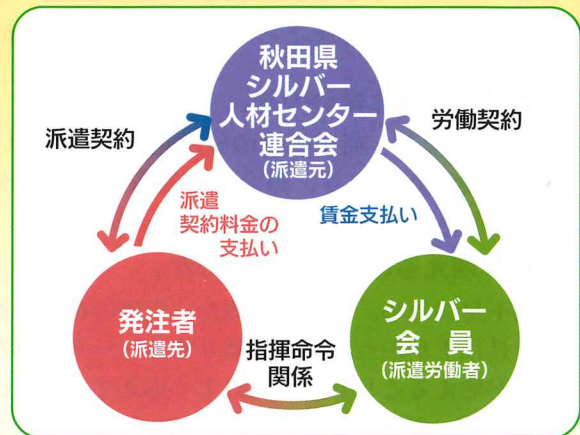 秋田県
シルバー
人材センター
連合会
(派遣元)
派遣契約
労働契約
派遣
契約料金の
支払い
賃金支払い
発注者
(派遣先)
シルバー
会　員
(派遣労働者)
指揮命令
関係